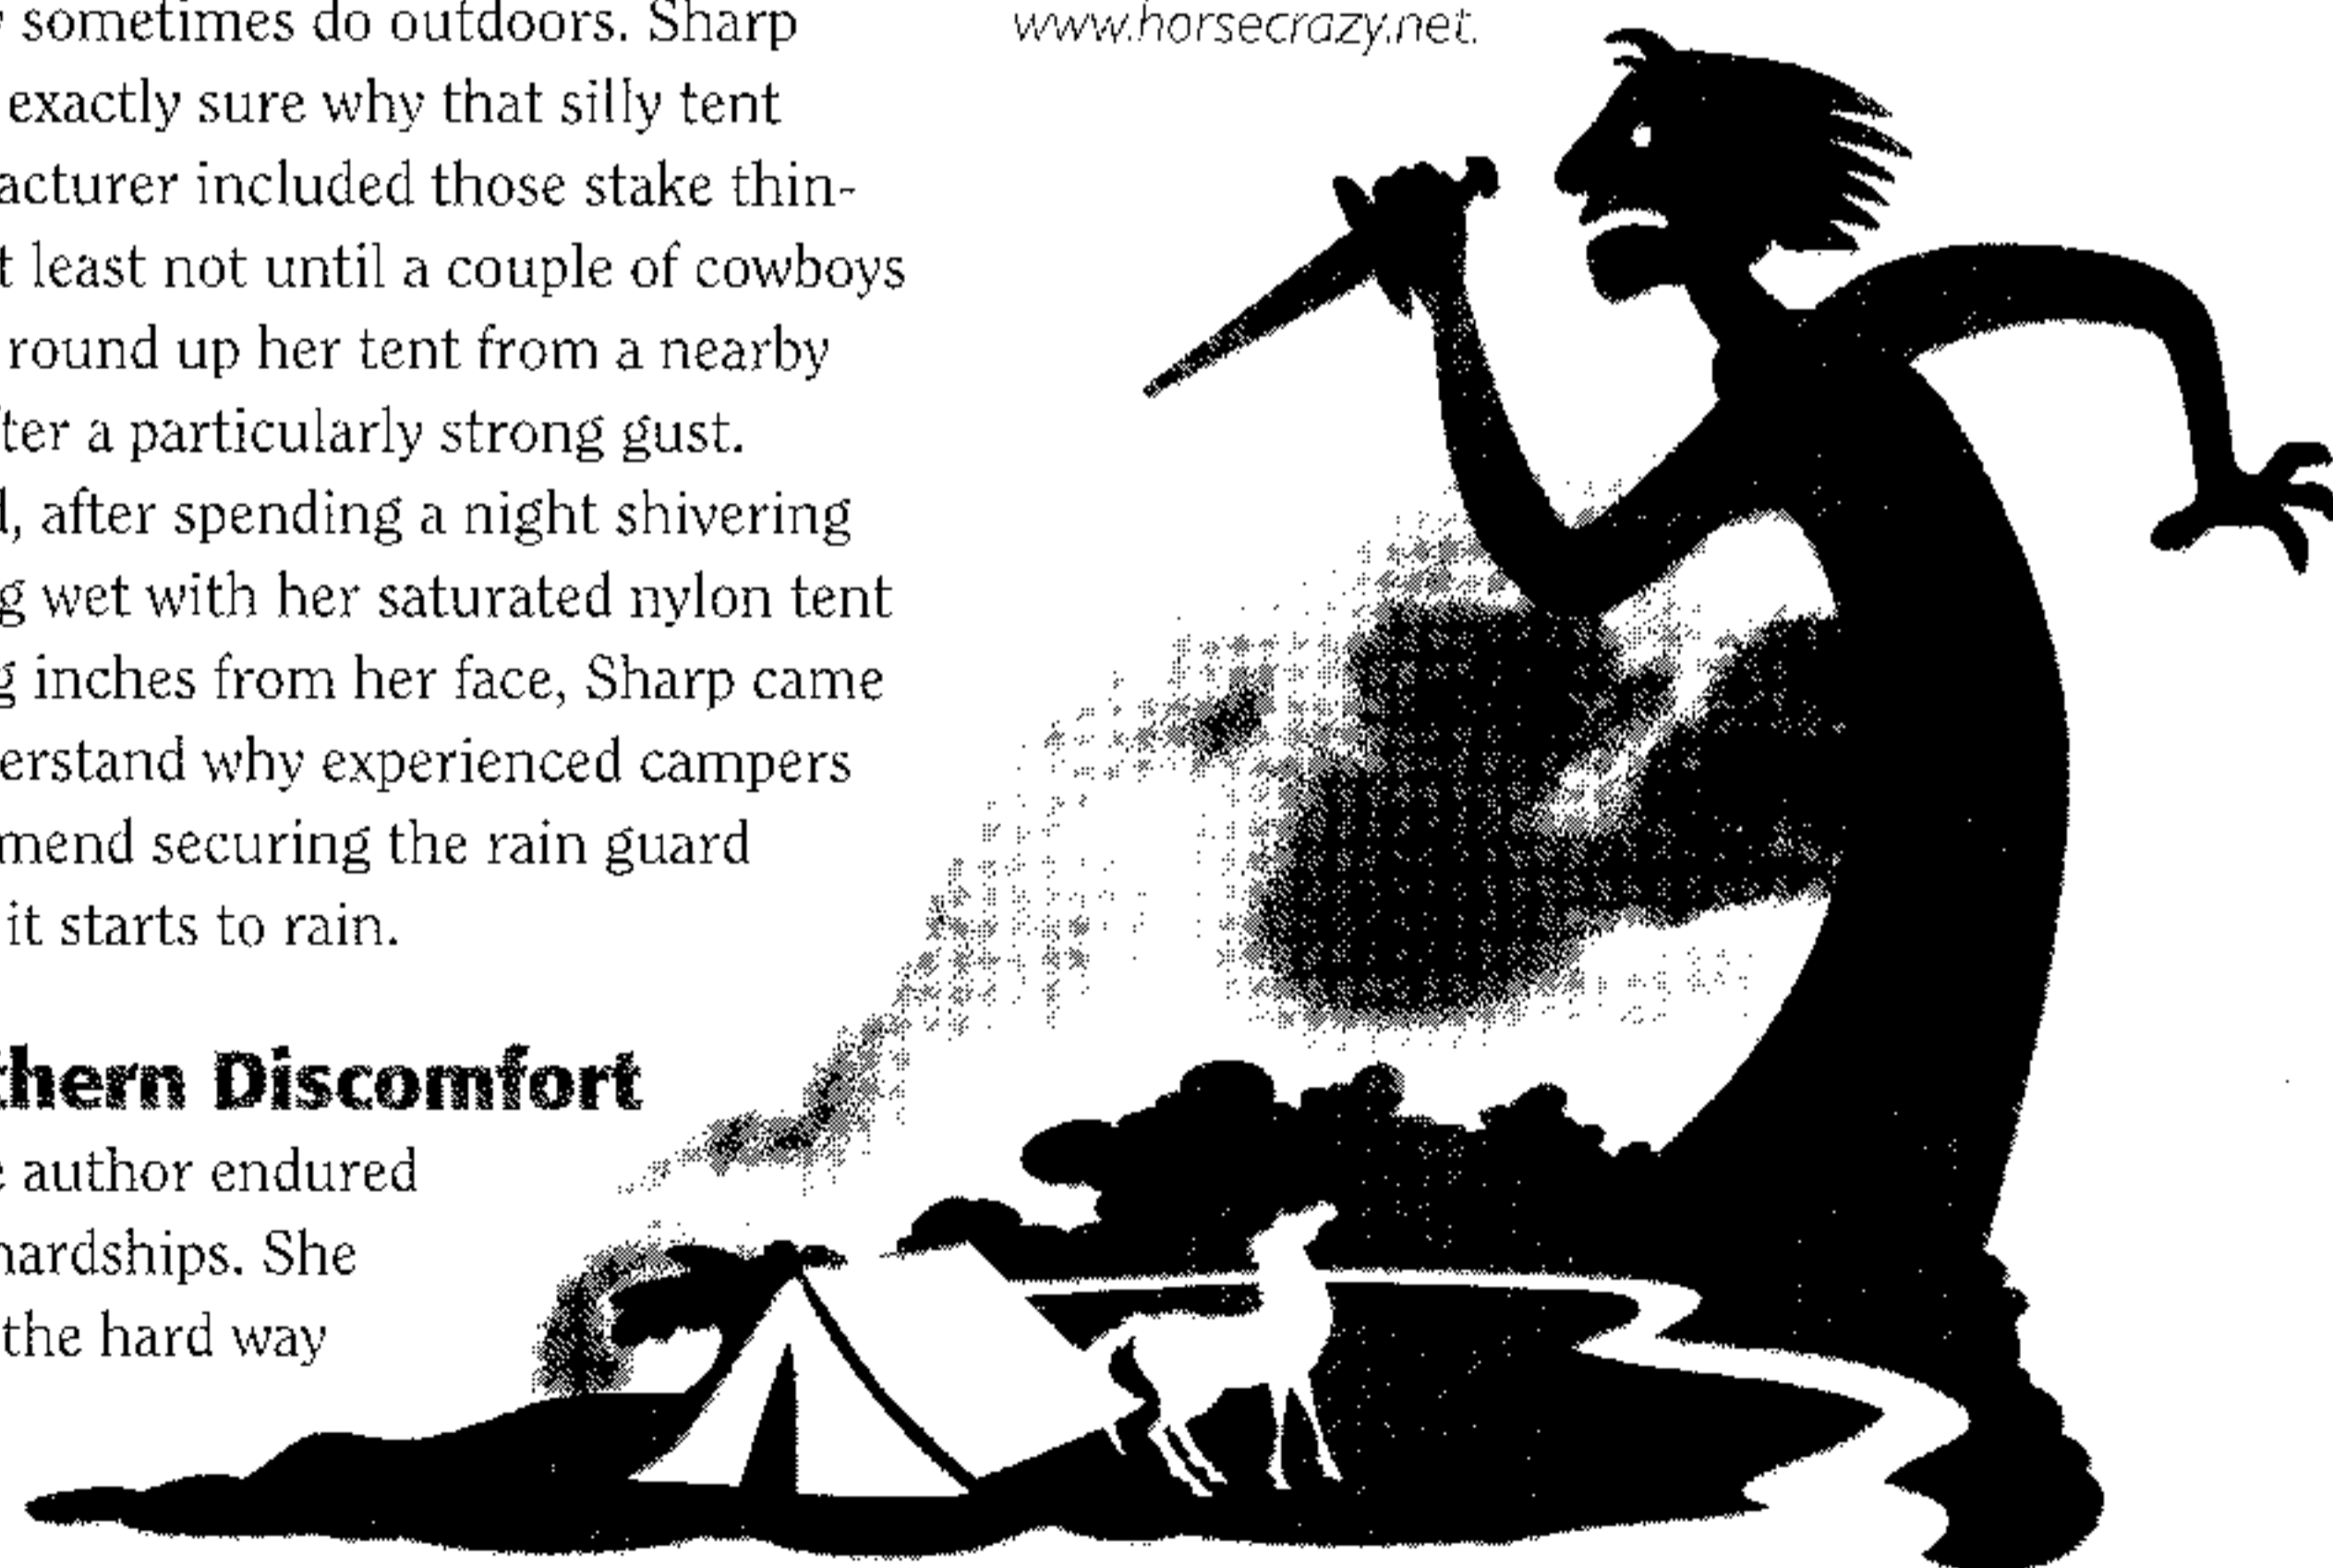 sometimes do outdoors. Sharp
exactly sure why that silly tent
acturer included those stake thin-
t least not until a couple of cowboys
round up her tent from a nearby
ter a particularly strong gust.
d, after spending a night shivering
g wet with her saturated nylon tent
g inches from her face, Sharp came
erstand why experienced campers
mend securing the rain guard
it starts to rain.
thern Discomfort
e author endured
hardships. She
the hard way
www.horsecrazy.net.